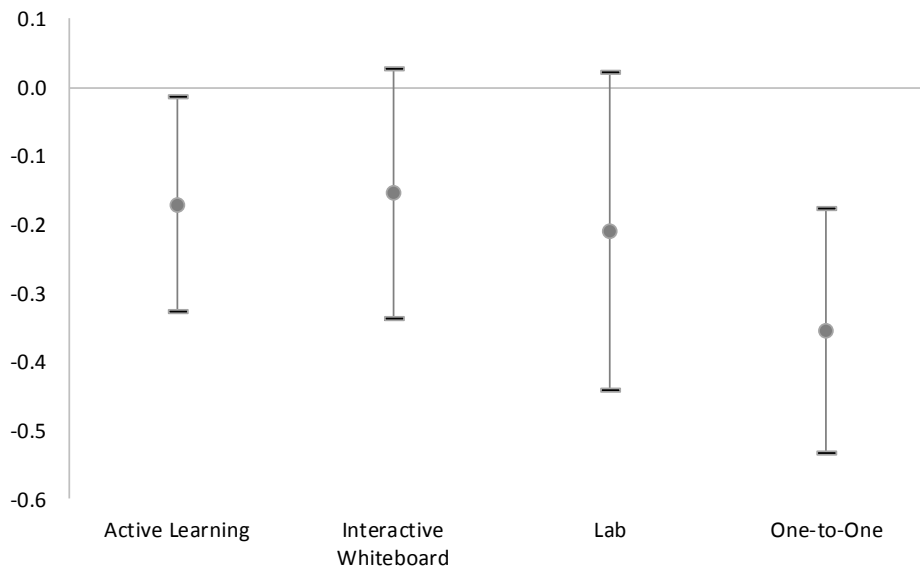 0.1
0.0
-0.1
-0.2
-0.3
-0.4
-0.5
-0.6
Active Learning
Interactive
Whiteboard
Lab
One-to-One